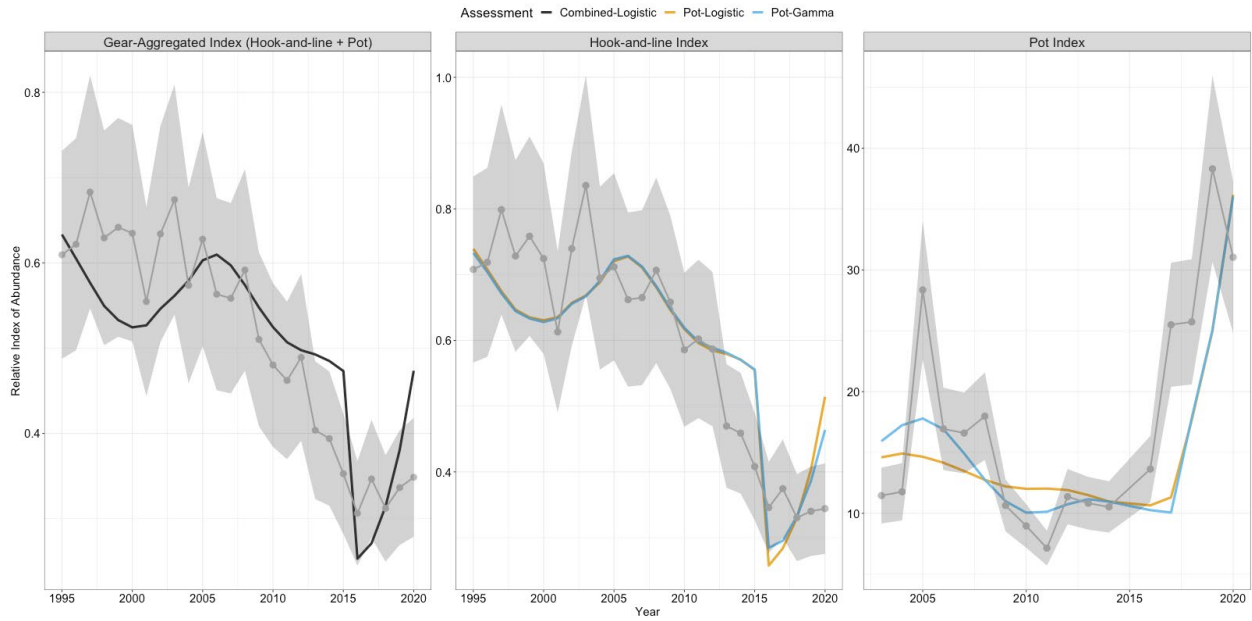 Assessment Combined-Logistic Pot-Logistic Pot-Gamma
Gear-Aggregated Index (Hook-and-line + Pot)
Hook-and-line Index
Pot Index
Relative Index of Abundance
0.8
0.6
0.4
1.0
0.8
0.6
0.4
40
30
20
10
1995 2000 2005 2010 2015 2020
1995 2000 2005 2010 2015 2020
2005 2010 2015 2020
Year